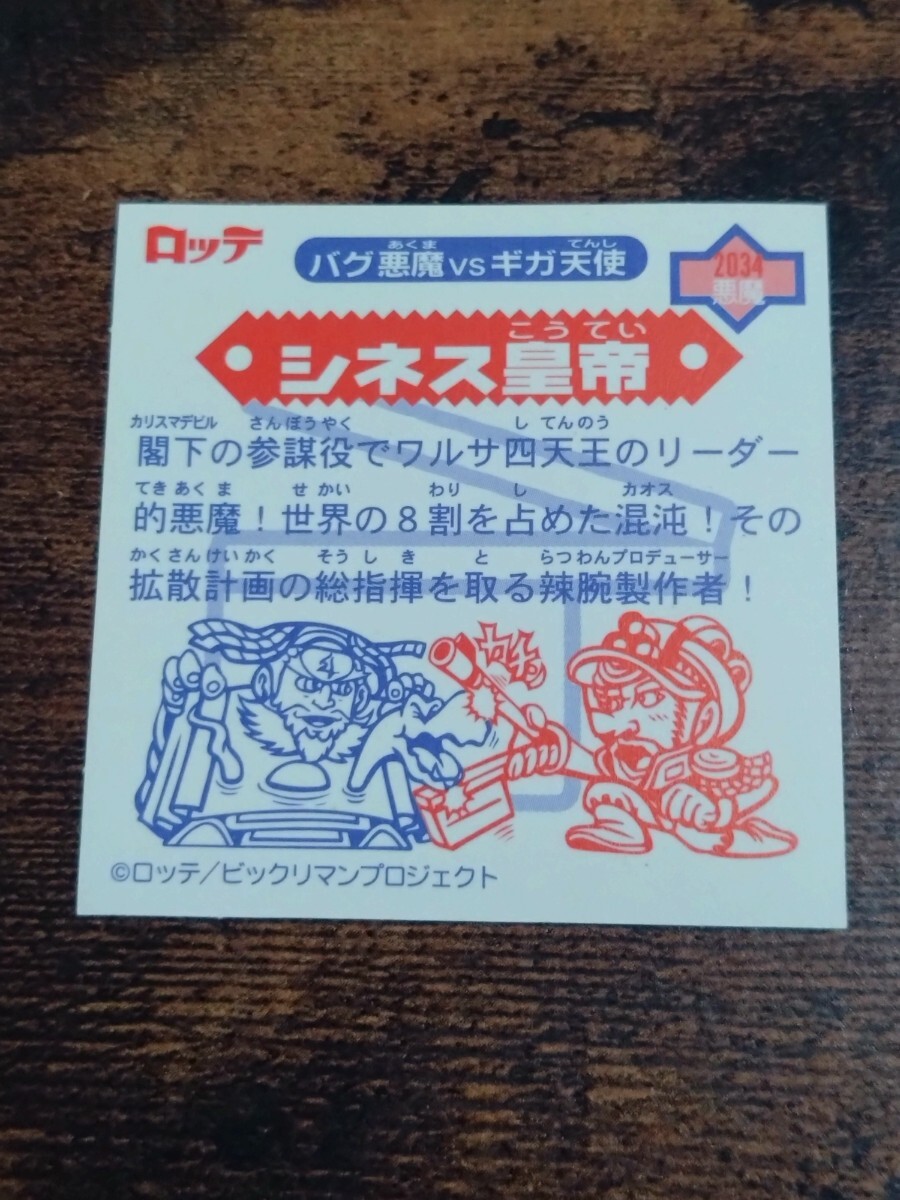 ロッテ
あくま てんし
バグ悪魔vsギガ天使
2034
悪魔
こうてい
シネス皇帝
カリスマデビル さんぼうやく してんのう
閣下の参謀役でワルサ四天王のリーダー
てきあくま せかい わり し カオス
的悪魔！世界の8割を占めた混沌！その
かくさんけいかく そうしき と らつわんプロデューサー
拡散計画の総指揮を取る辣腕製作者！
©ロッテ／ビックリマンプロジェクト